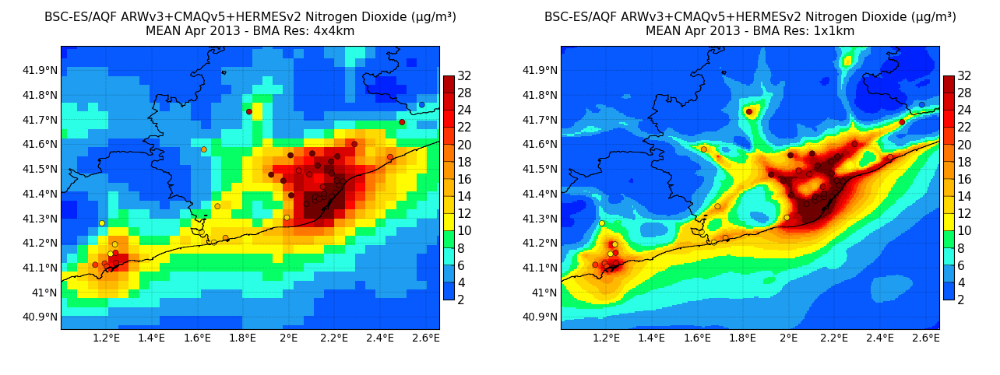 BSC-ES/AQF ARWv3+CMAQv5+HERMESv2 Nitrogen Dioxide (µg/m³)
MEAN Apr 2013 - BMA Res: 4x4km
41.9°N
41.8°N
41.7°N
41.6°N
41.5°N
41.4°N
41.3°N
41.2°N
41.1°N
41°N
40.9°N
1.2°E 1.4°E 1.6°E 1.8°E 2°E 2.2°E 2.4°E 2.6°E
32
28
24
22
20
18
16
14
12
10
8
6
4
2
BSC-ES/AQF ARWv3+CMAQv5+HERMESv2 Nitrogen Dioxide (µg/m³)
MEAN Apr 2013 - BMA Res: 1x1km
41.9°N
41.8°N
41.7°N
41.6°N
41.5°N
41.4°N
41.3°N
41.2°N
41.1°N
41°N
40.9°N
1.2°E 1.4°E 1.6°E 1.8°E 2°E 2.2°E 2.4°E 2.6°E
32
28
24
22
20
18
16
14
12
10
8
6
4
2